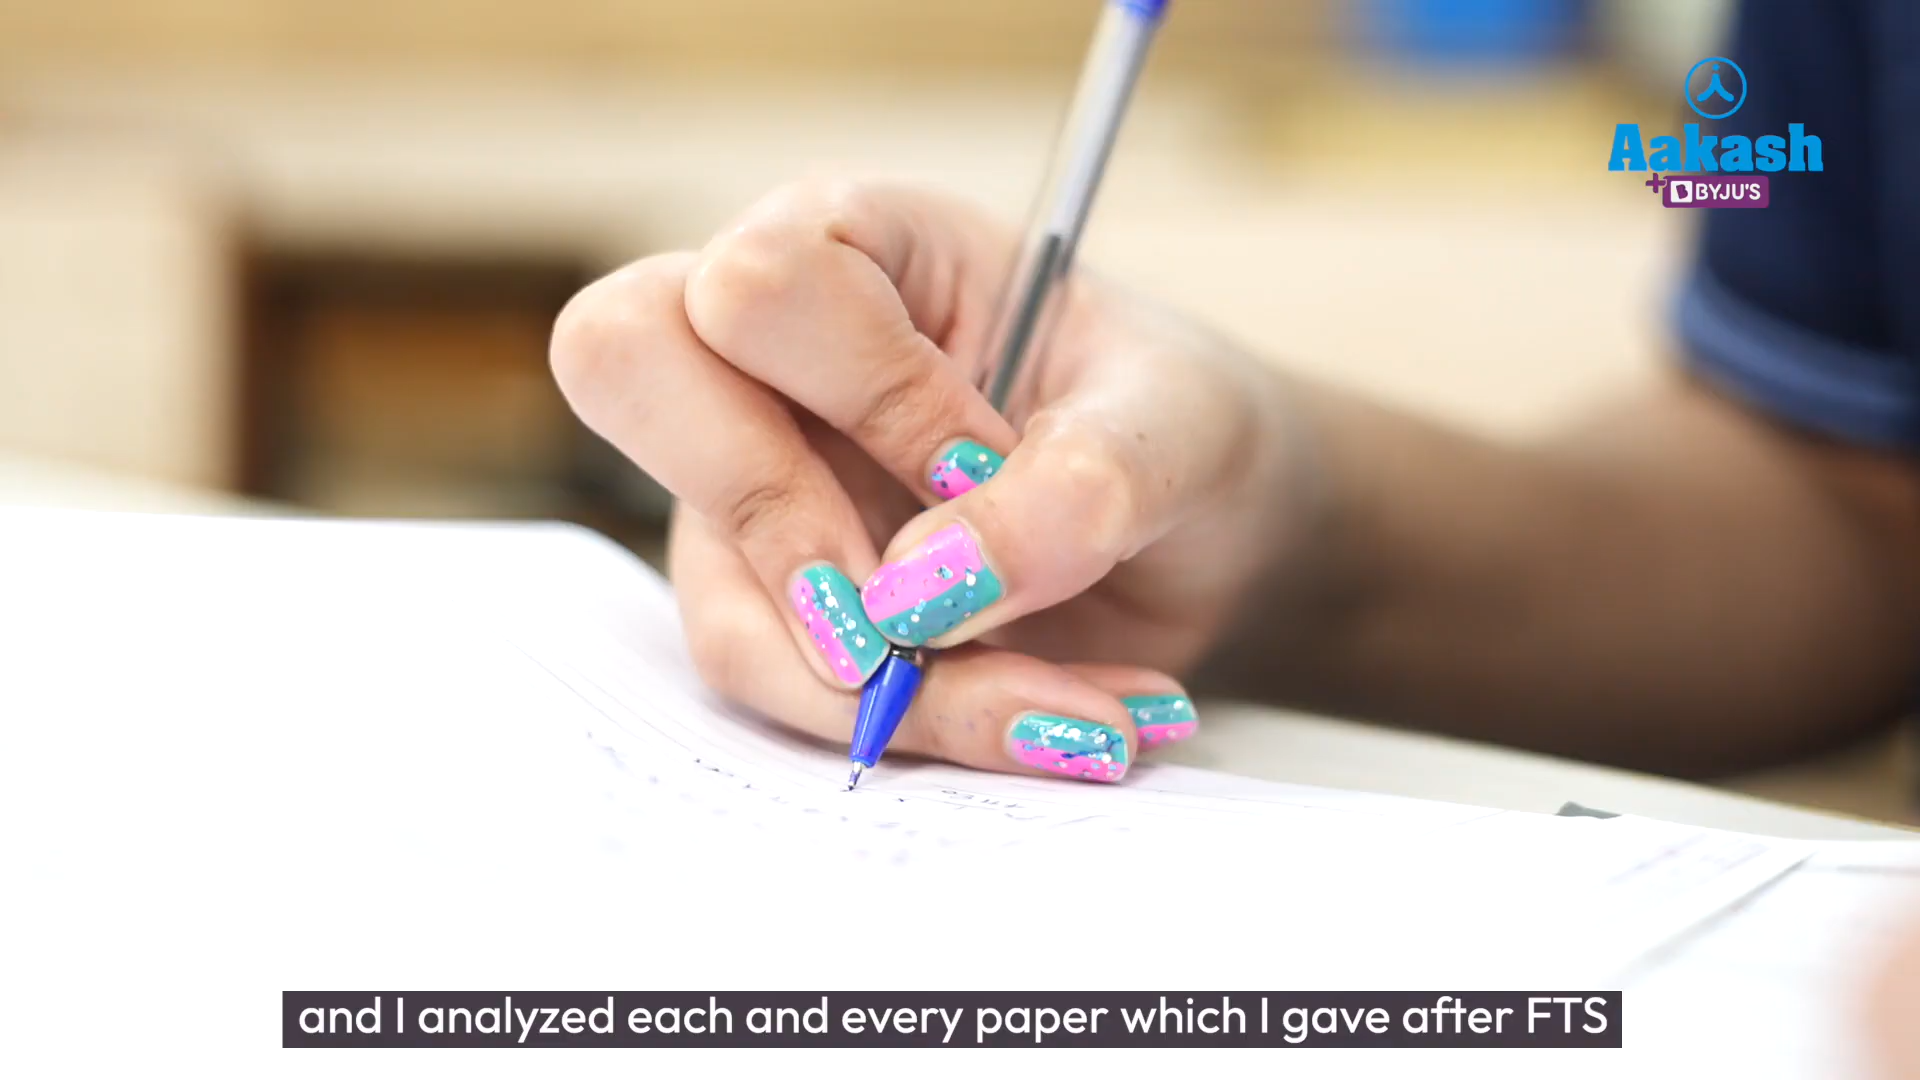 Aakash
+ BYJU'S
and I analyzed each and every paper which I gave after FTS